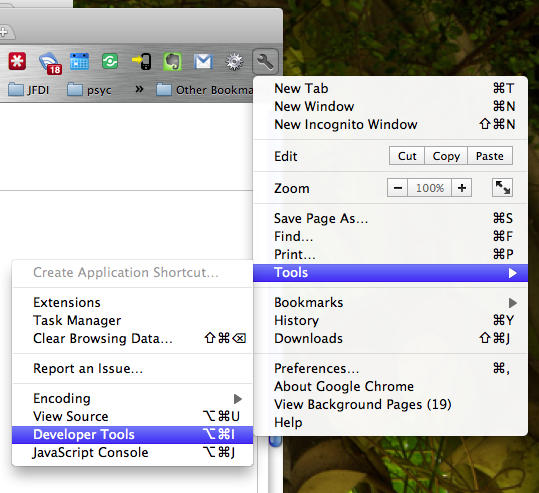 18
JFDI
psyc
»
Other Bookma
New Tab ⌘T
New Window ⌘N
New Incognito Window ⇧⌘N
Edit Cut Copy Paste
Zoom − 100% +
Save Page As... ⌘S
Find... ⌘F
Print... ⌘P
Tools ▶
Bookmarks ▶
History ⌘Y
Downloads ⇧⌘J
Preferences... ⌘,
About Google Chrome
View Background Pages (19)
Help
Create Application Shortcut...
Extensions
Task Manager
Clear Browsing Data... ⇧⌘⌫
Report an Issue...
Encoding ▶
View Source ⌥⌘U
Developer Tools ⌥⌘I
JavaScript Console ⌥⌘J